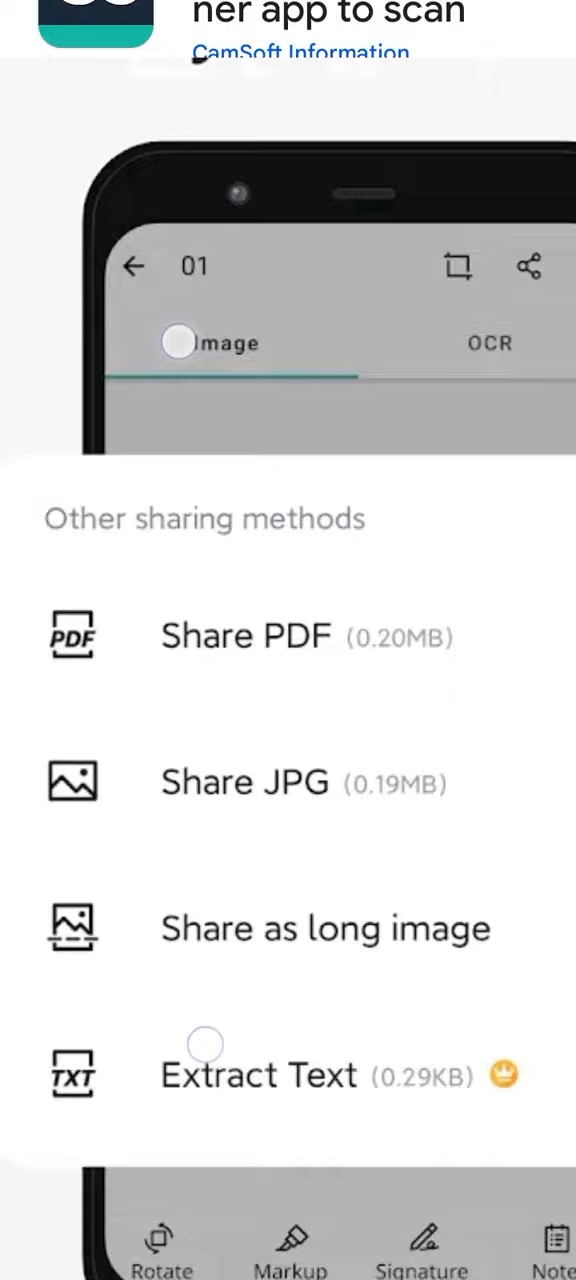 ner app to scan
CamSoft Information
01
Image
OCR
Other sharing methods
PDF Share PDF (0.20MB)
Share JPG (0.19MB)
Share as long image
TXT Extract Text (0.29KB)
Rotate Markup Signature Note